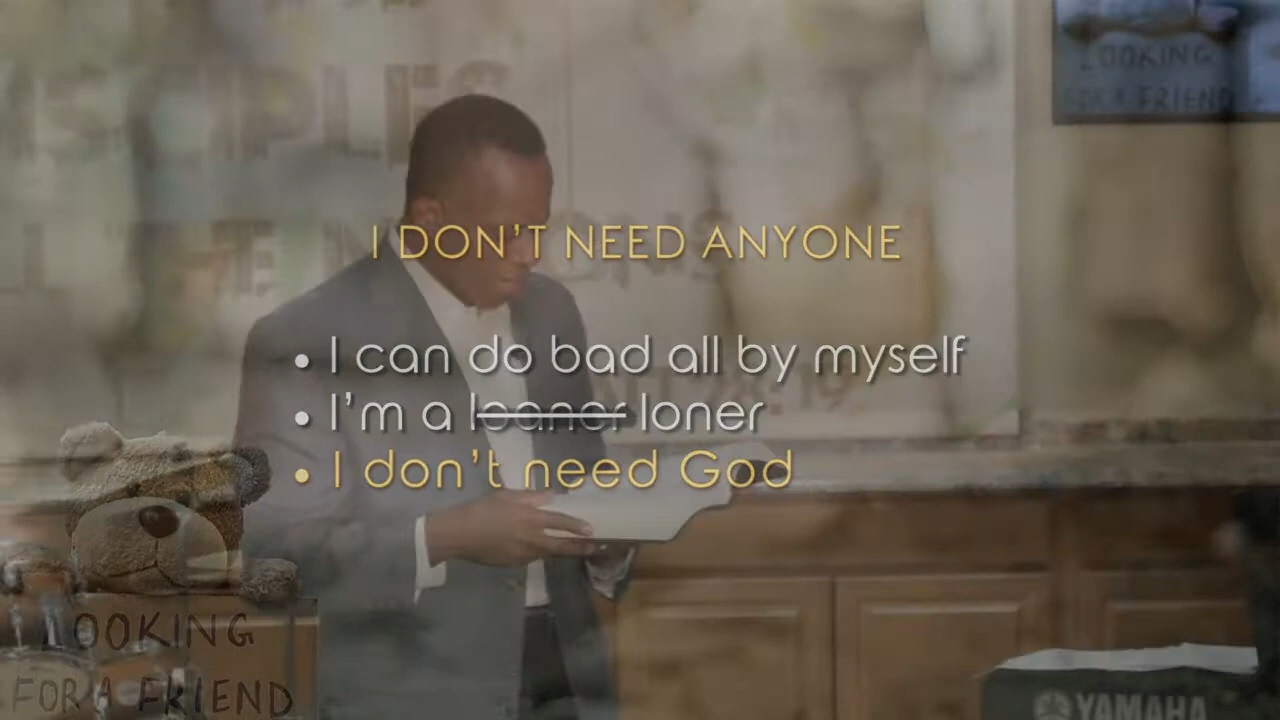 LOOKING
FOR A FRIEND
I DON'T NEED ANYONE
• I can do bad all by myself
• I'm a loaner loner
• I don't need God
LOOKING
FOR A FRIEND
YAMAHA